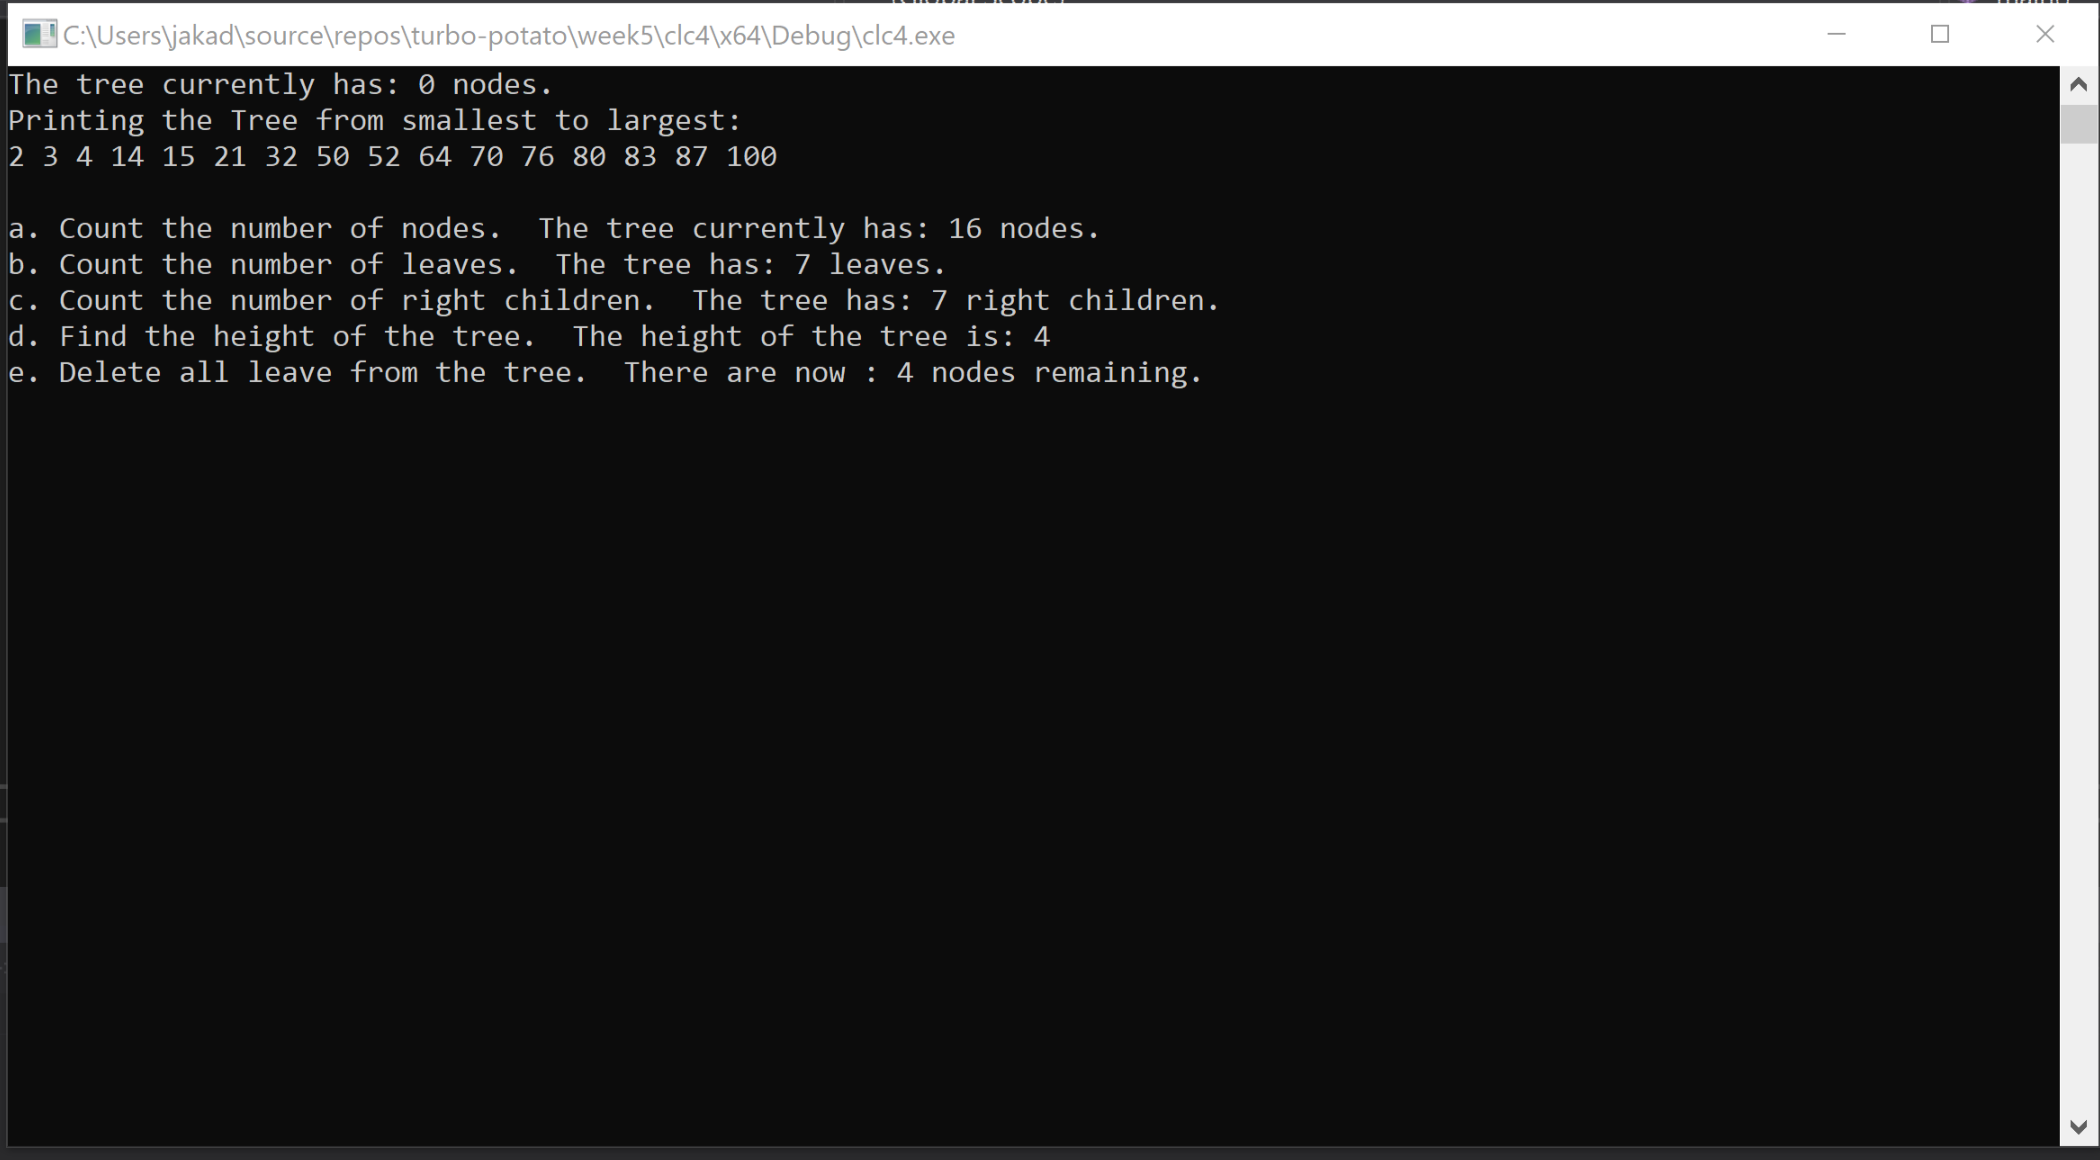 C:\Users\jakad\source\repos\turbo-potato\week5\clc4\x64\Debug\clc4.exe
The tree currently has: 0 nodes.
Printing the Tree from smallest to largest:
2 3 4 14 15 21 32 50 52 64 70 76 80 83 87 100
a. Count the number of nodes.  The tree currently has: 16 nodes.
b. Count the number of leaves.  The tree has: 7 leaves.
c. Count the number of right children.  The tree has: 7 right children.
d. Find the height of the tree.  The height of the tree is: 4
e. Delete all leave from the tree.  There are now : 4 nodes remaining.